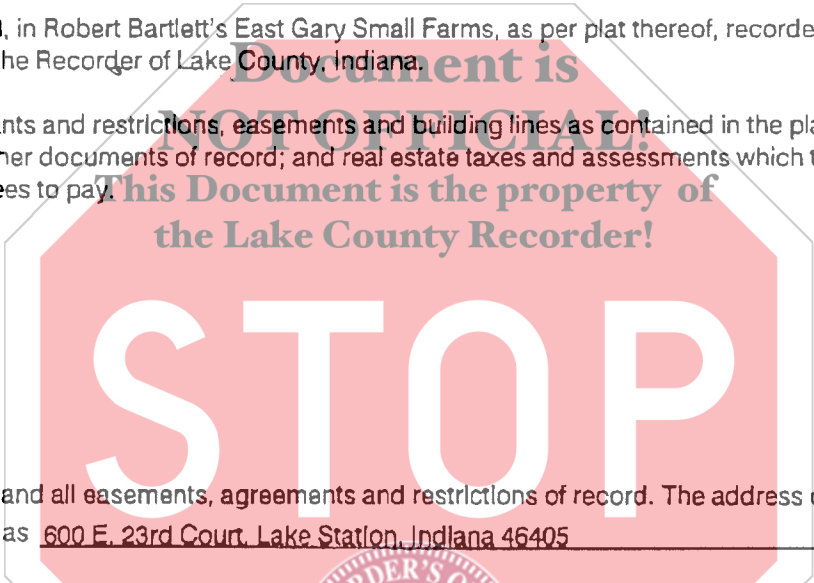 , in Robert Bartlett's East Gary Small Farms, as per plat thereof, recorde
he Recorder of Lake County, Indiana.
Document is
nts and restrictions, easements and building lines as contained in the pla
NOT OFFICIAL!
her documents of record; and real estate taxes and assessments which t
ees to pay.
This Document is the property of
the Lake County Recorder!
STOP
and all easements, agreements and restrictions of record. The address o
as 600 E. 23rd Court, Lake Station, Indiana 46405
RDER'S O